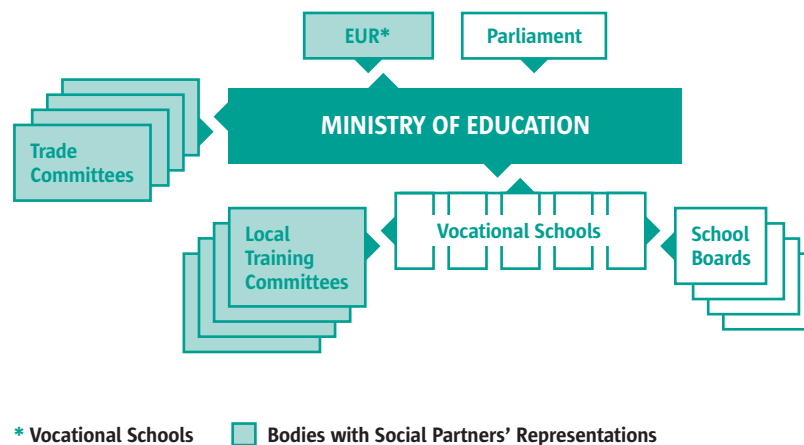 EUR*
Parliament
MINISTRY OF EDUCATION
Trade
Committees
Local
Training
Committees
Vocational Schools
School
Boards
* Vocational Schools
Bodies with Social Partners’ Representations